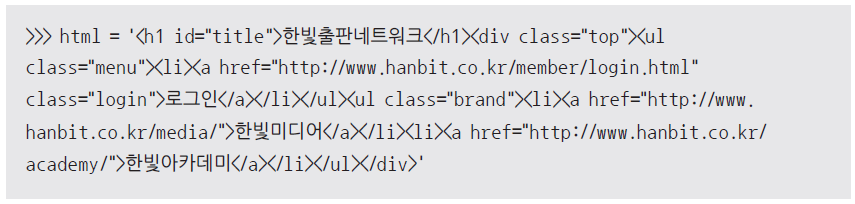 >>> html = '<h1 id="title">한빛출판네트워크</h1><div class="top"><ul
class="menu"><li><a href="http://www.hanbit.co.kr/member/login.html"
class="login">로그인</a></li></ul><ul class="brand"><li><a href="http://www.
hanbit.co.kr/media/">한빛미디어</a></li><li><a href="http://www.hanbit.co.kr/
academy/">한빛아카데미</a></li></ul></div>'